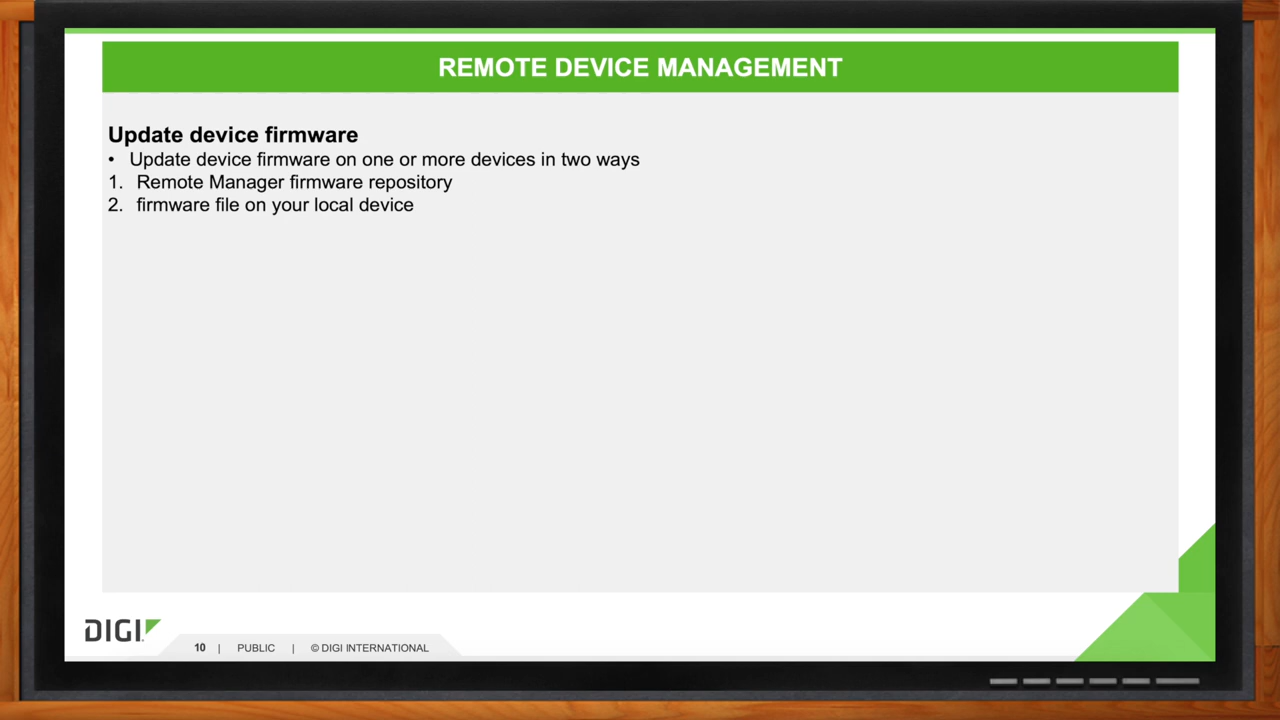 REMOTE DEVICE MANAGEMENT
Update device firmware
• Update device firmware on one or more devices in two ways
1. Remote Manager firmware repository
2. firmware file on your local device
DIGI
10 | PUBLIC | © DIGI INTERNATIONAL